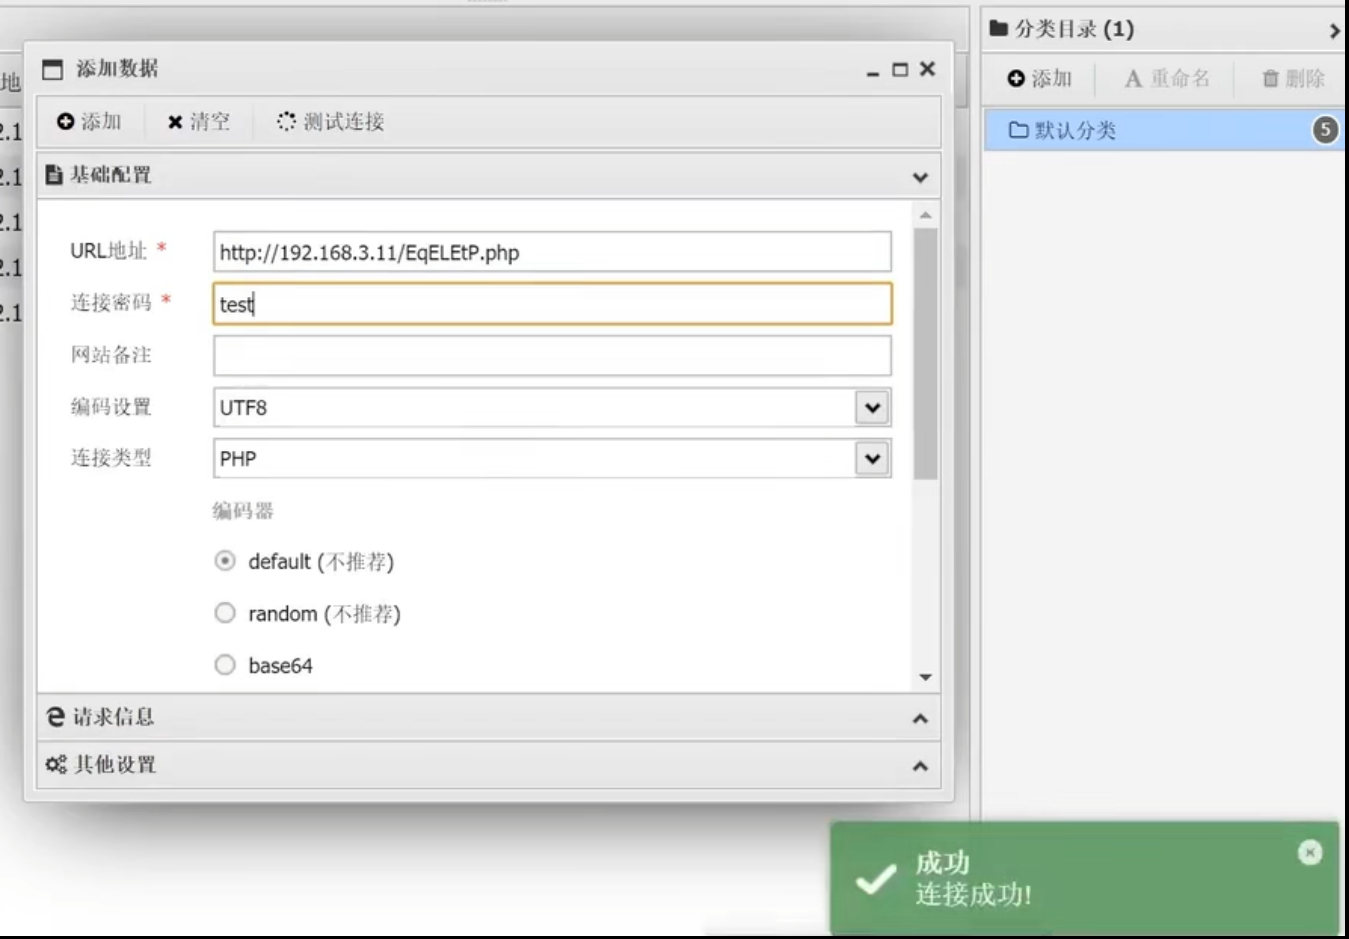 分类目录 (1)
添加 重命名 删除
默认分类 5
添加数据
添加 清空 测试连接
基础配置
URL地址 * http://192.168.3.11/EqELEtP.php
连接密码 * test
网站备注
编码设置 UTF8
连接类型 PHP
编码器
default (不推荐)
random (不推荐)
base64
请求信息
其他设置
地
2.1
2.1
2.1
2.1
2.1
成功
连接成功!